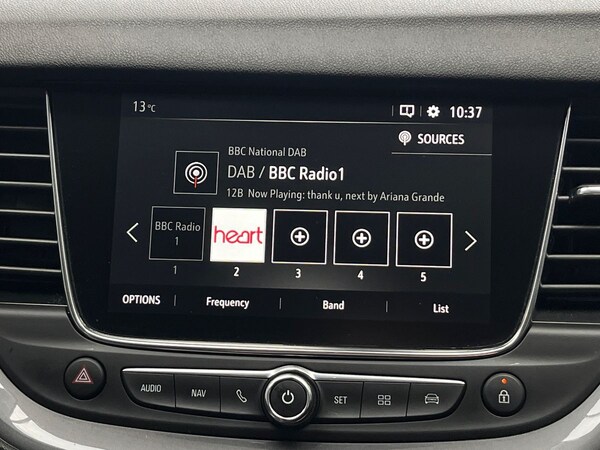 13 °C
10:37
SOURCES
BBC National DAB
DAB / BBC Radio1
12B Now Playing: thank u, next by Ariana Grande
BBC Radio
1
heart
1 2 3 4 5
OPTIONS Frequency Band List
AUDIO NAV SET